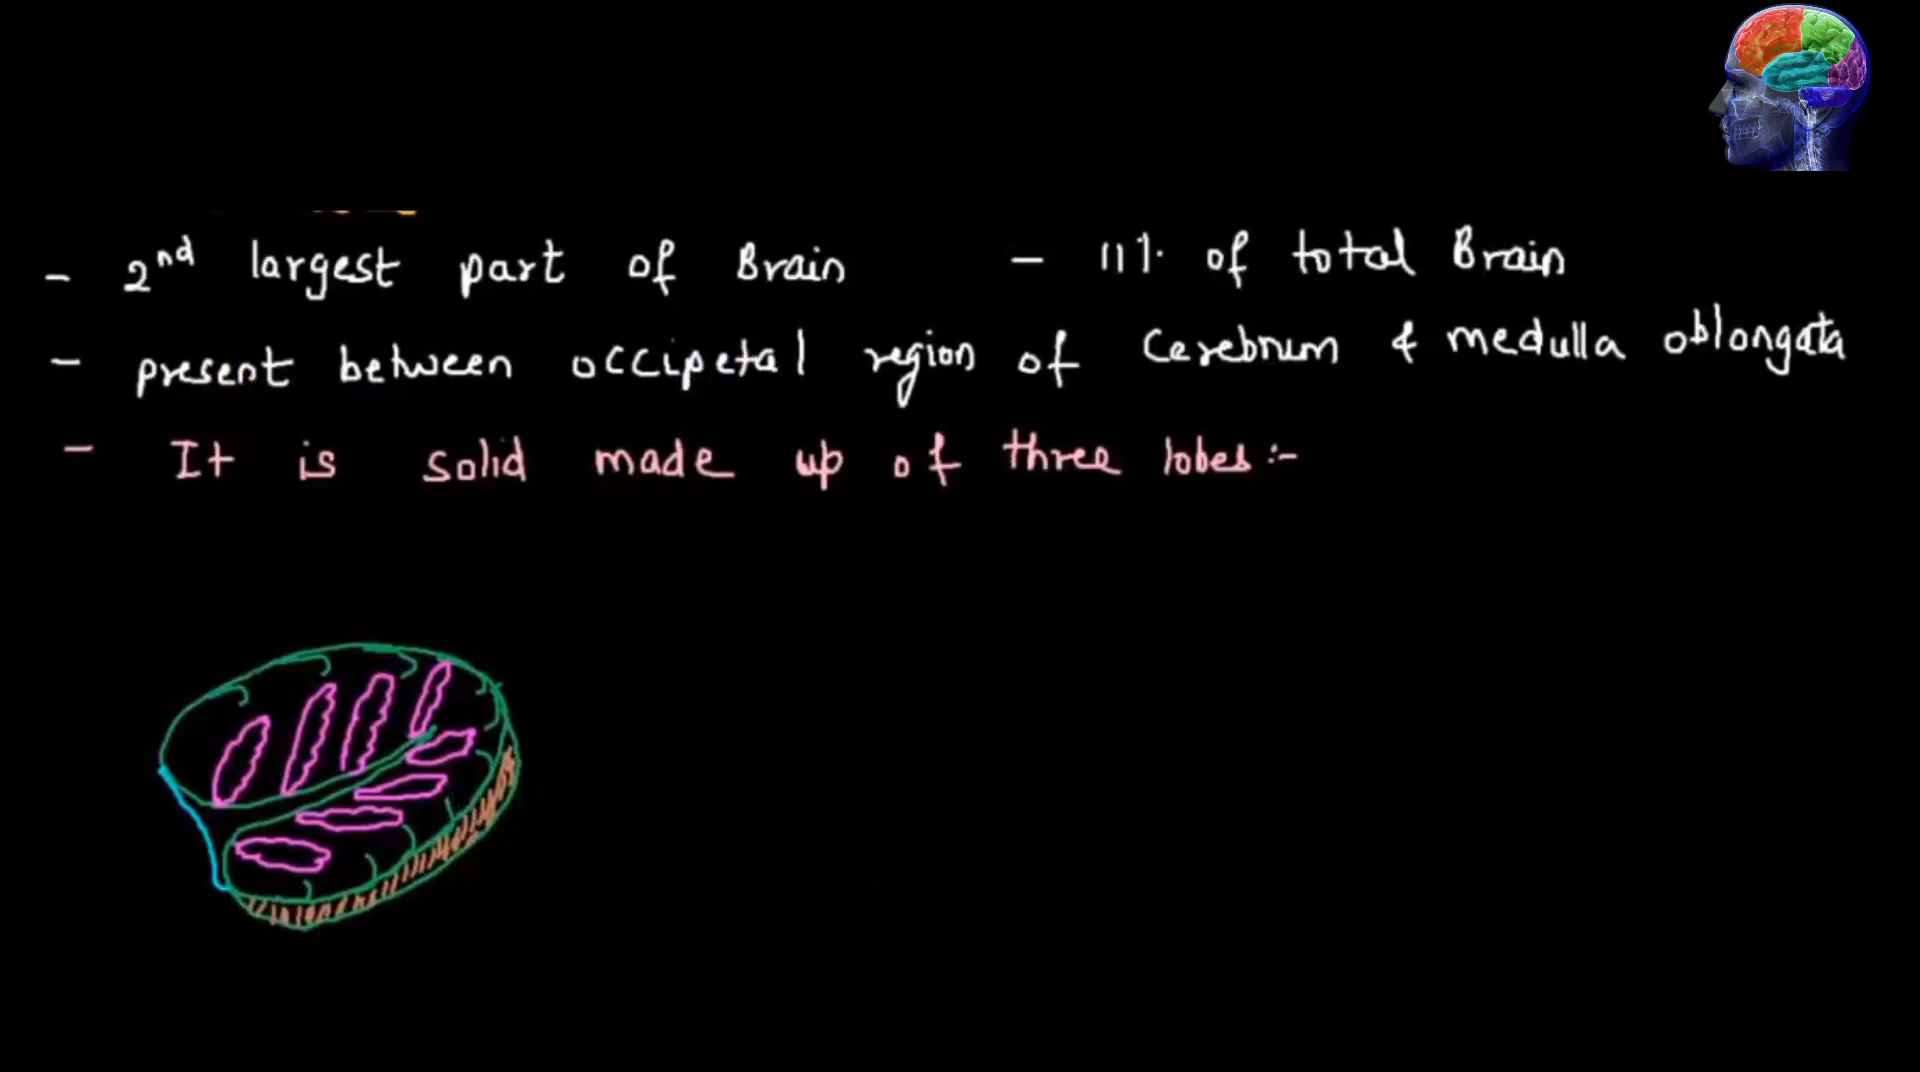 - 2nd largest part of Brain - 11% of total Brain
- present between occipetal region of Cerebrum & medulla oblongata
- It is solid made up of three lobes :-